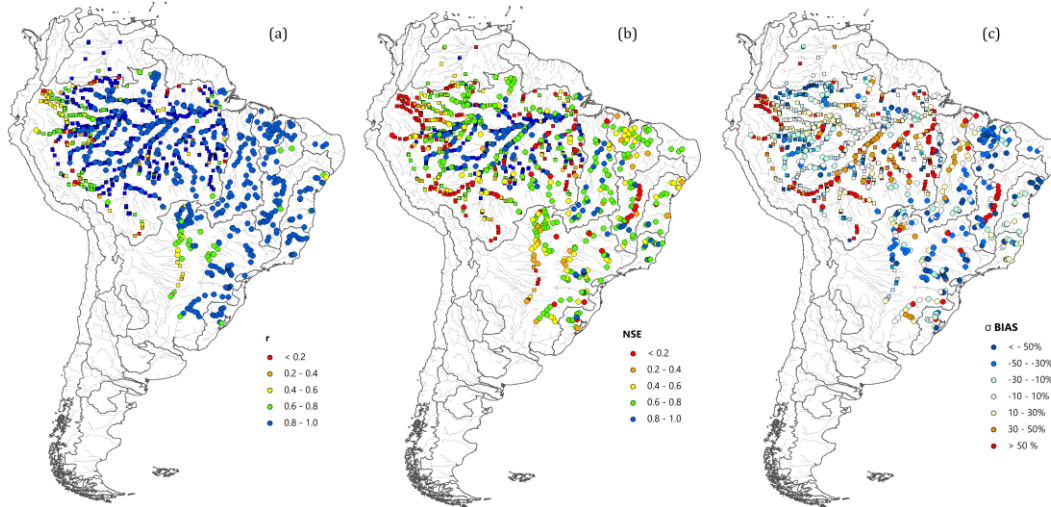 (a)
(b)
(c)
r
< 0.2
0.2 - 0.4
0.4 - 0.6
0.6 - 0.8
0.8 - 1.0
NSE
< 0.2
0.2 - 0.4
0.4 - 0.6
0.6 - 0.8
0.8 - 1.0
σ BIAS
< - 50%
-50 - -30%
-30 - -10%
-10 - 10%
10 - 30%
30 - 50%
> 50 %